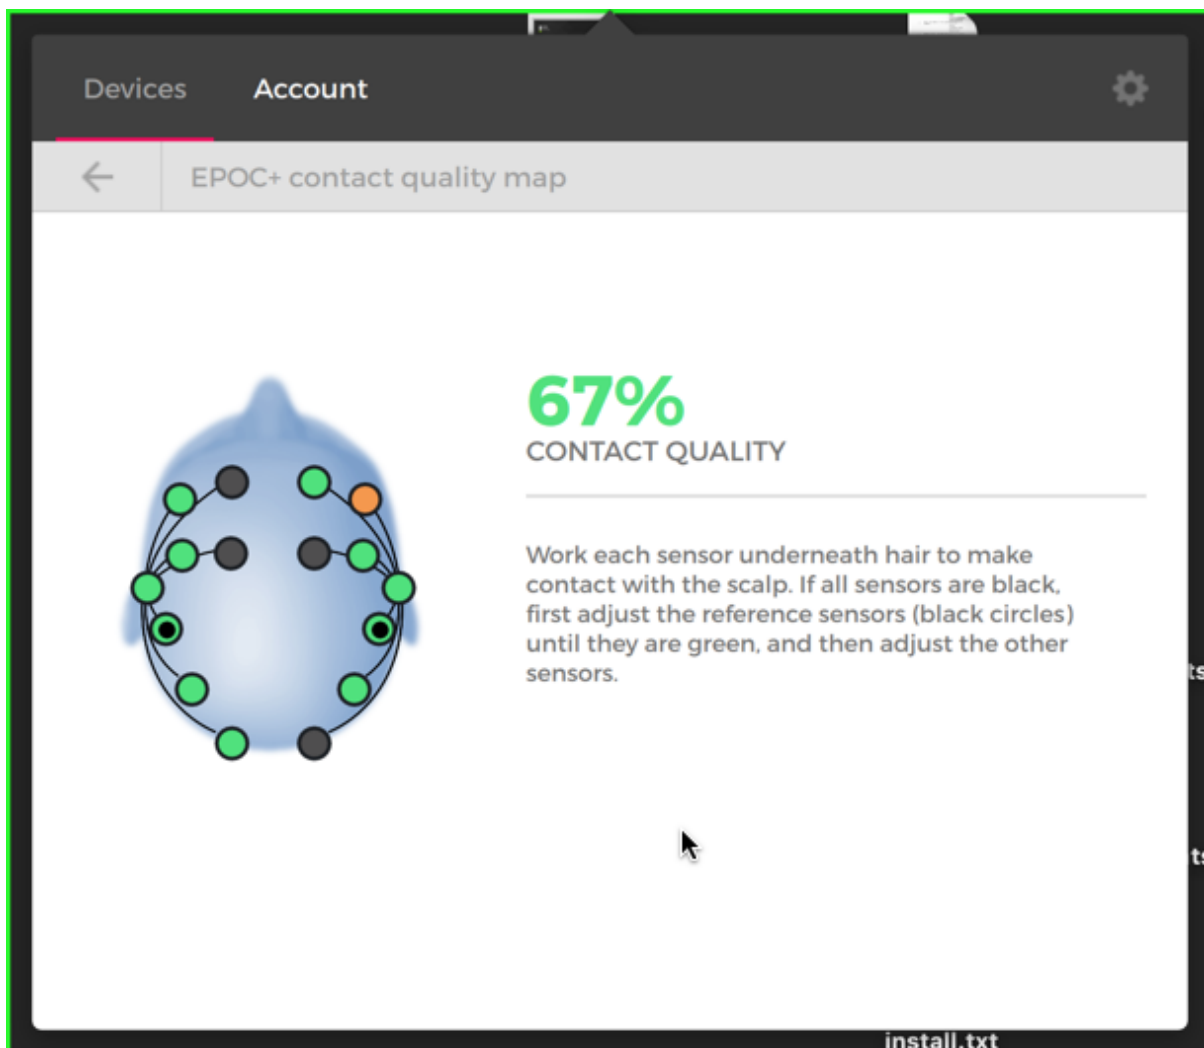 Devices
Account
EPOC+ contact quality map
67%
CONTACT QUALITY
Work each sensor underneath hair to make
contact with the scalp. If all sensors are black,
first adjust the reference sensors (black circles)
until they are green, and then adjust the other
sensors.
ts
ts
install.txt